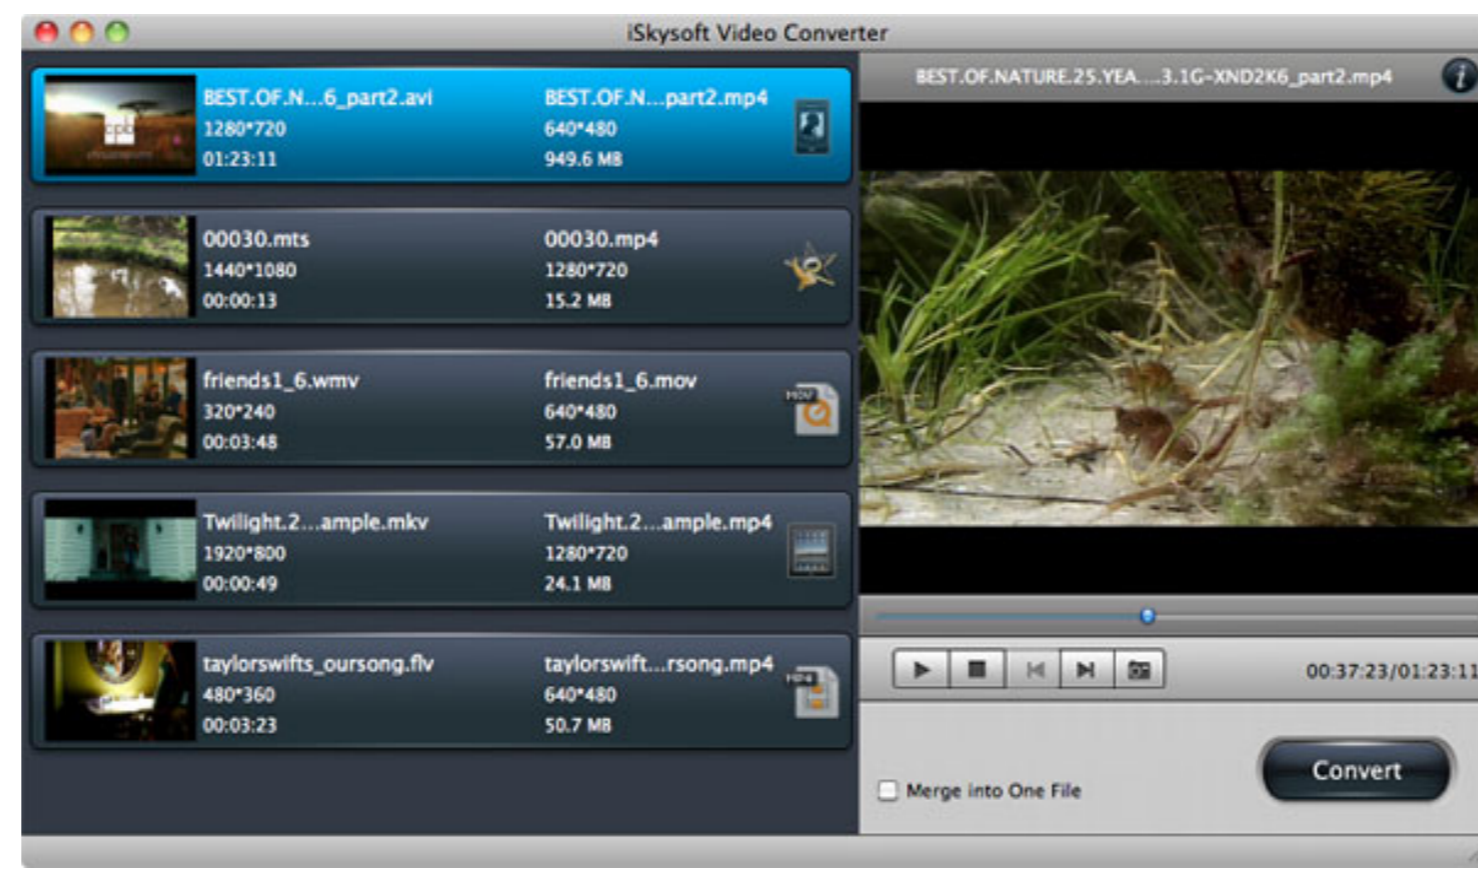 iSkysoft Video Converter
BEST.OF.N...6_part2.avi
1280*720
01:23:11
BEST.OF.N...part2.mp4
640*480
949.6 MB
00030.mts
1440*1080
00:00:13
00030.mp4
1280*720
15.2 MB
friends1_6.wmv
320*240
00:03:48
friends1_6.mov
640*480
57.0 MB
MOV
Twilight.2...ample.mkv
1920*800
00:00:49
Twilight.2...ample.mp4
1280*720
24.1 MB
taylorswifts_oursong.flv
480*360
00:03:23
taylorswift...rsong.mp4
640*480
50.7 MB
MP4
BEST.OF.NATURE.25.YEA....3.1G-XND2K6_part2.mp4
i
00:37:23/01:23:11
Merge into One File
Convert
cpb